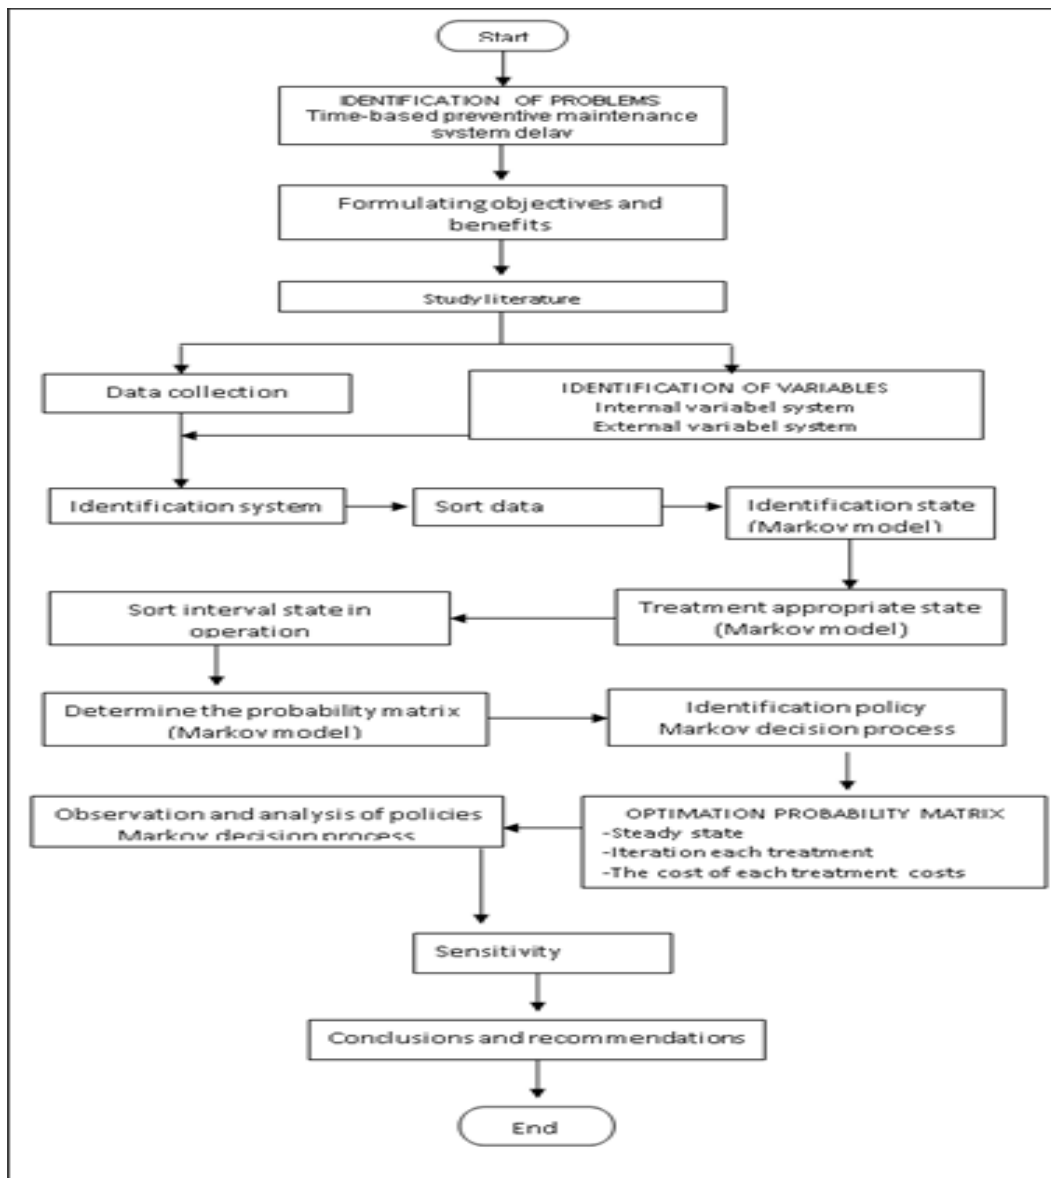 Start
IDENTIFICATION OF PROBLEMS
Time-based preventive maintenance
system delay
Formulating objectives and
benefits
Study literature
Data collection
IDENTIFICATION OF VARIABLES
Internal variabel system
External variabel system
Identification system
Sort data
Identification state
(Markov model)
Treatment appropriate state
(Markov model)
Sort interval state in
operation
Determine the probability matrix
(Markov model)
Identification policy
Markov decision process
OPTIMATION PROBABILITY MATRIX
-Steady state
-Iteration each treatment
-The cost of each treatment costs
Observation and analysis of policies
Markov decision process
Sensitivity
Conclusions and recommendations
End